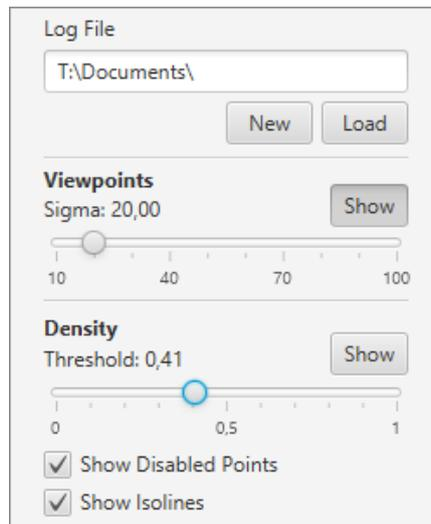 Log File
T:\Documents\
New Load
Viewpoints
Sigma: 20,00 Show
10 40 70 100
Density
Threshold: 0,41 Show
0 0,5 1
Show Disabled Points
Show Isolines